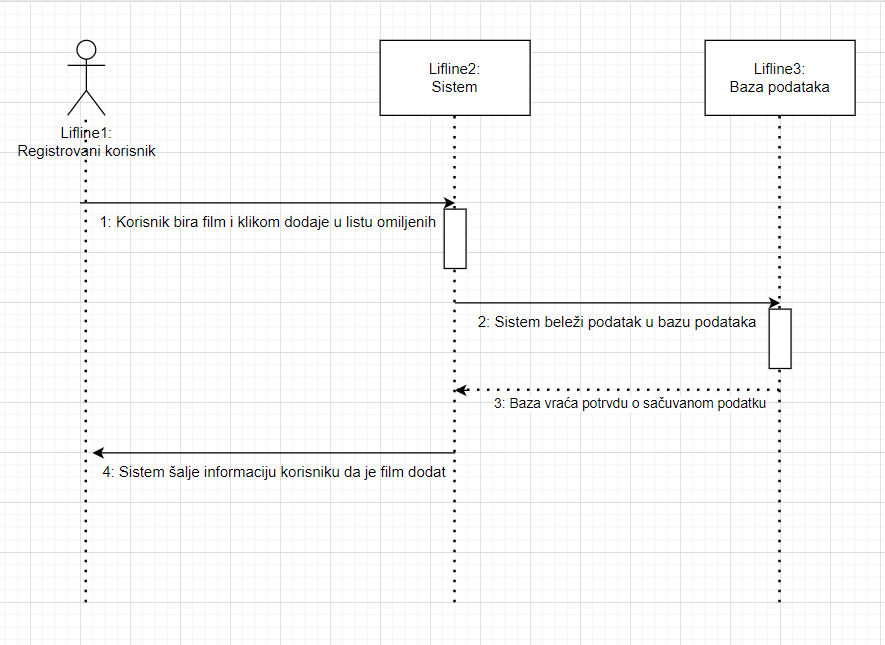 Lifline1:
Registrovani korisnik
Lifline2:
Sistem
Lifline3:
Baza podataka
1: Korisnik bira film i klikom dodaje u listu omiljenih
2: Sistem beleži podatak u bazu podataka
3: Baza vraća potrvdu o sačuvanom podatku
4: Sistem šalje informaciju korisniku da je film dodat